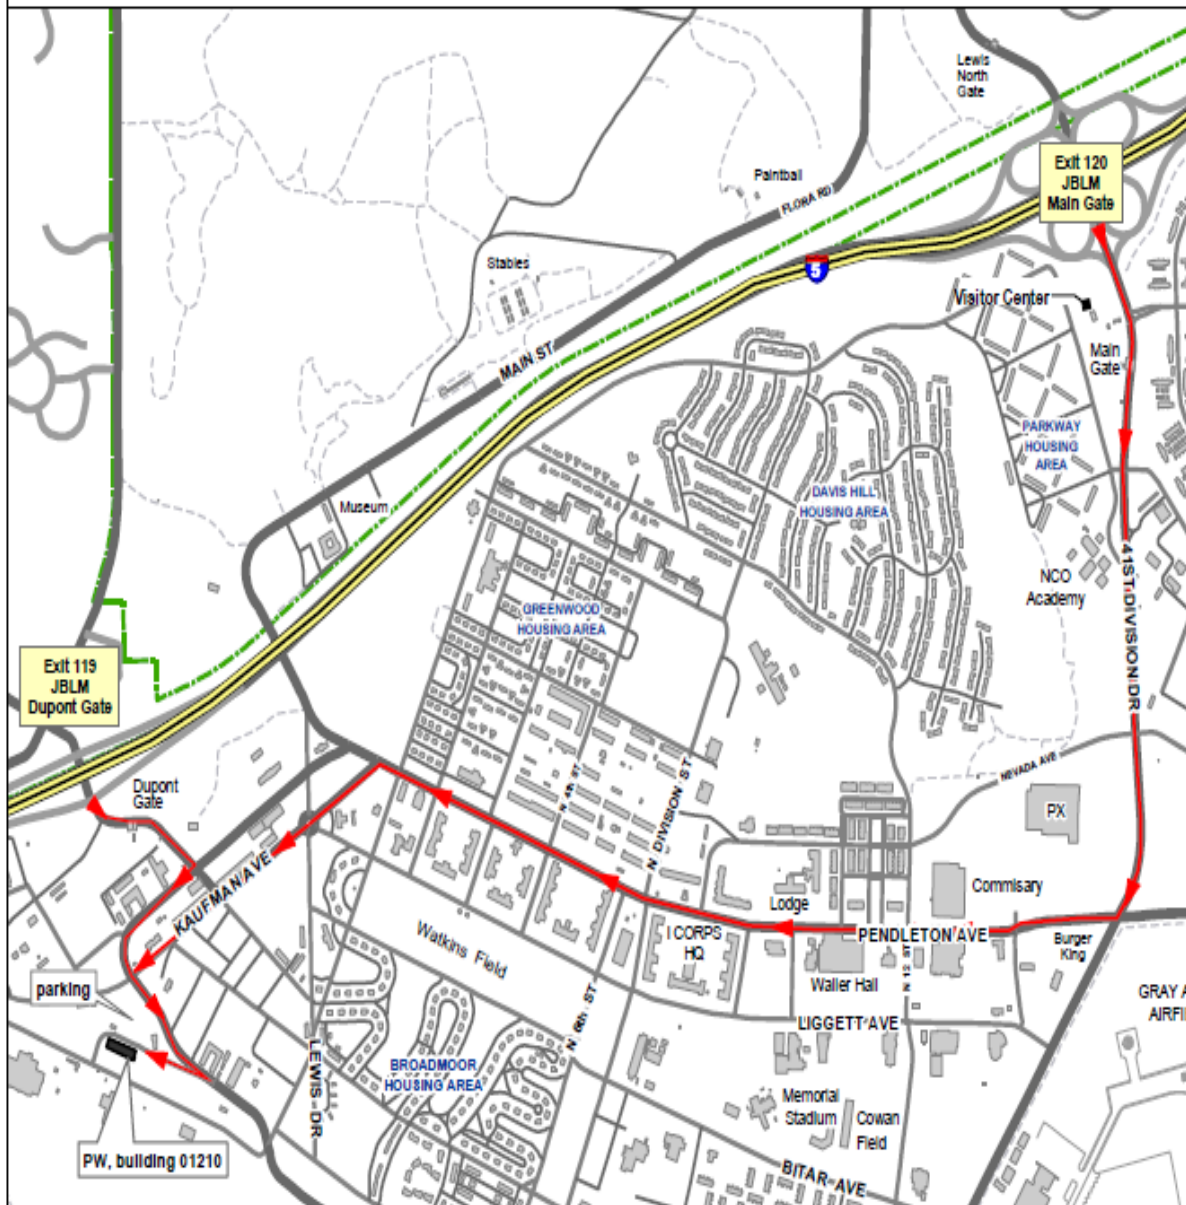 Lewis
North
Gate
Exit 120
JBLM
Main Gate
Paintball
FLORA RD
5
Stables
Visitor Center
MAIN ST
Main
Gate
PARKWAY
HOUSING
AREA
DAVIS HILL
HOUSING AREA
Museum
41ST DIVISION DR
NCO
Academy
GREENWOOD
HOUSING AREA
Exit 119
JBLM
Dupont Gate
NEVADA AVE
N 4th ST
N DIVISION ST
Dupont
Gate
PX
KAUFMAN AVE
Commisary
Lodge
Watkins Field
I CORPS
HQ
PENDLETON AVE
Burger
King
N 12 ST
Waller Hall
parking
GRAY A
AIRFI
LIGGETT AVE
N 6th ST
LEWIS DR
BROADMOOR
HOUSING AREA
Memorial
Stadium
Cowan
Field
PW, building 01210
BITAR AVE